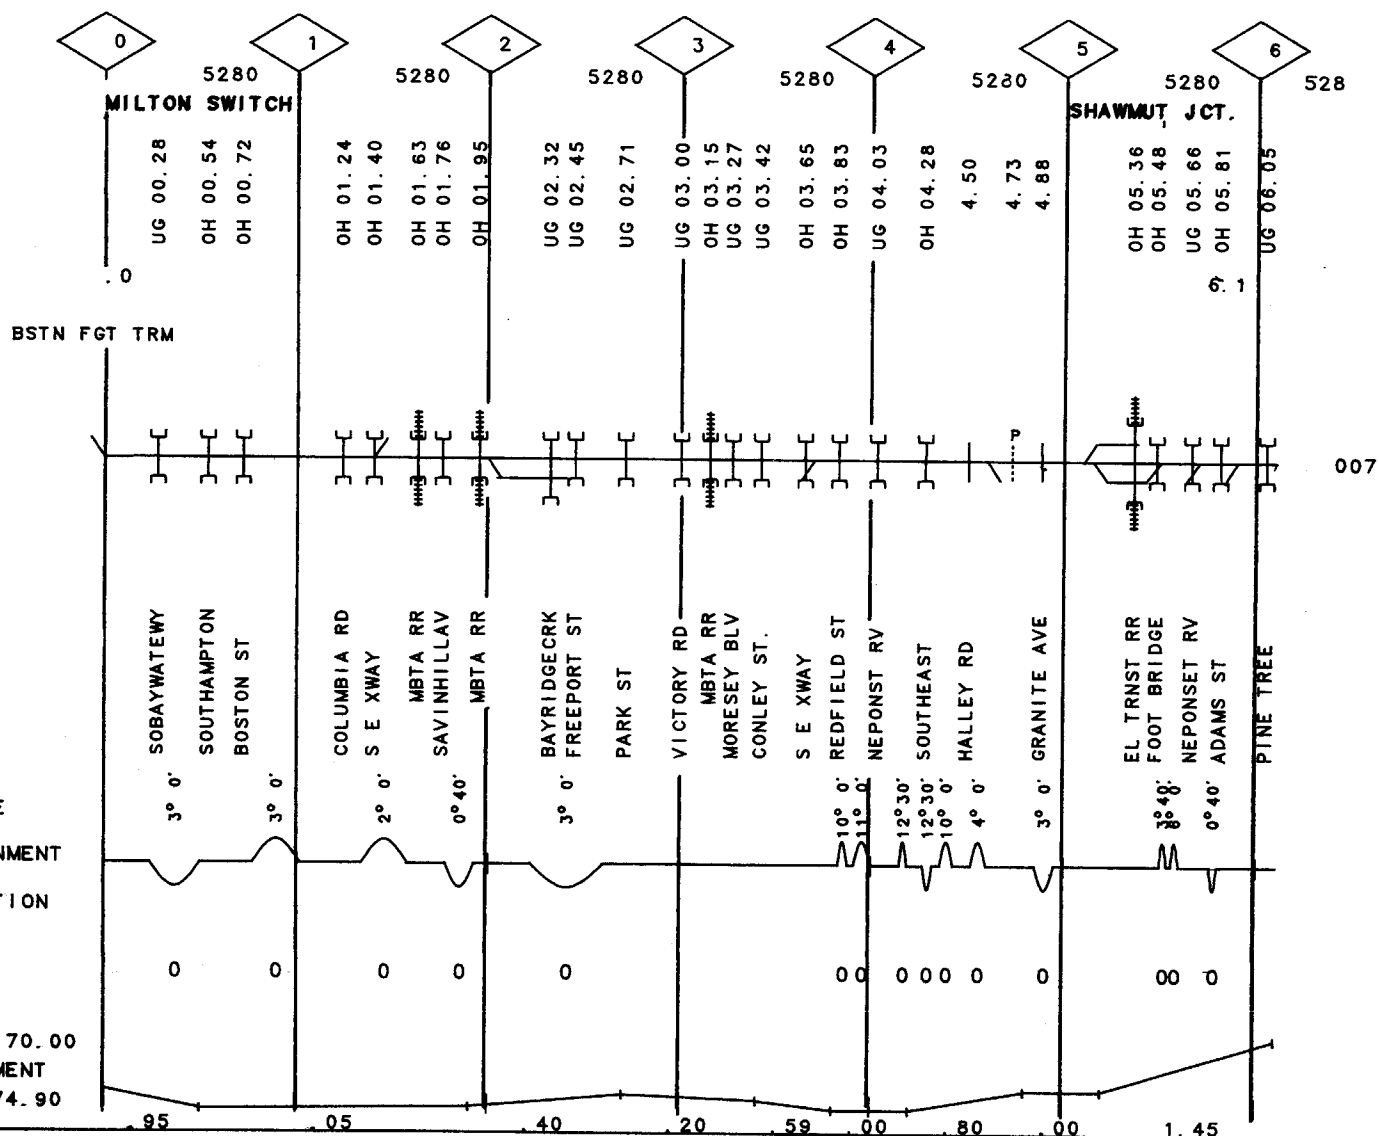 0 1 2 3 4 5 6
5280 5280 5280 5280 5280 5280 528
MILTON SWITCH SHAWMUT JCT.
UG 00.28
OH 00.54
OH 00.72
OH 01.24
OH 01.40
OH 01.63
OH 01.76
OH 01.95
UG 02.32
UG 02.45
UG 02.71
UG 03.00
OH 03.15
UG 03.27
UG 03.42
OH 03.65
OH 03.83
UG 04.03
OH 04.28
4.50
4.73
4.88
OH 05.36
OH 05.48
UG 05.66
OH 05.81
UG 06.05
.0
6.1
BSTN FGT TRM
P
007
SOBAYWATEWY
SOUTHAMPTON
BOSTON ST
COLUMBIA RD
S E XWAY
MBTA RR
SAVINHILLAV
MBTA RR
BAYRIDGECRK
FREEPORT ST
PARK ST
VICTORY RD
MBTA RR
MORESEY BLV
CONLEY ST.
S E XWAY
REDFIELD ST
NEPONST RV
SOUTHEAST
HALLEY RD
GRANITE AVE
EL TRNST RR
FOOT BRIDGE
NEPONSET RV
ADAMS ST
PINE TREE
3° 0'
3° 0'
2° 0'
0°40'
3° 0'
10° 0'
11° 0'
12°30'
12°30'
10° 0'
4° 0'
3° 0'
3°40'
0°40'
E
NMENT
TION
0 0 0 0 0 0 0 0 0 0 0 0 0 0 0
70.00
MENT
74.90
.95 .05 .40 .20 .59 .00 .80 .00 1.45